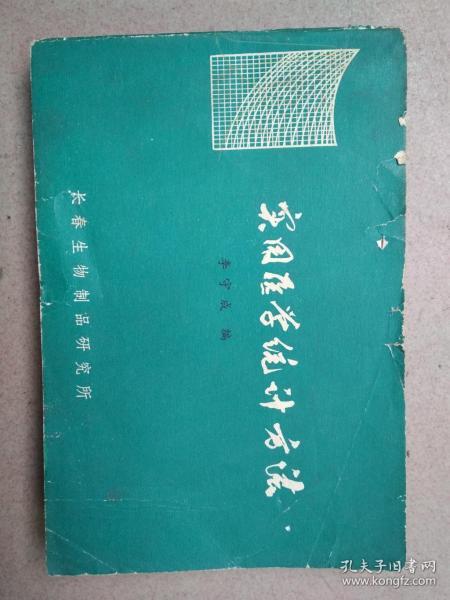 实用医学统计方法
李守成 编
长春生物制品研究所
孔夫子旧书网
www.kongfz.com